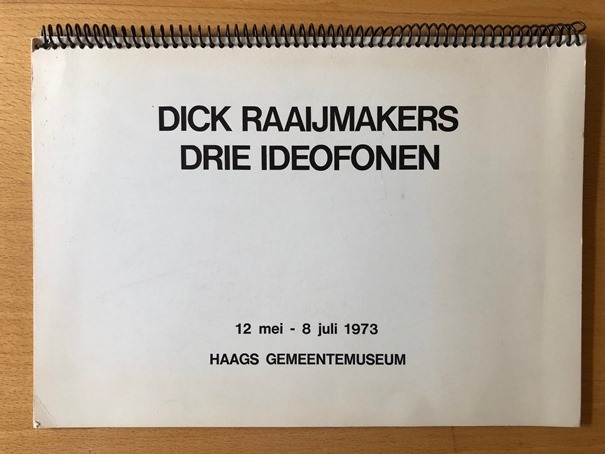 DICK RAAIJMAKERS
DRIE IDEOFONEN
12 mei - 8 juli 1973
HAAGS GEMEENTEMUSEUM